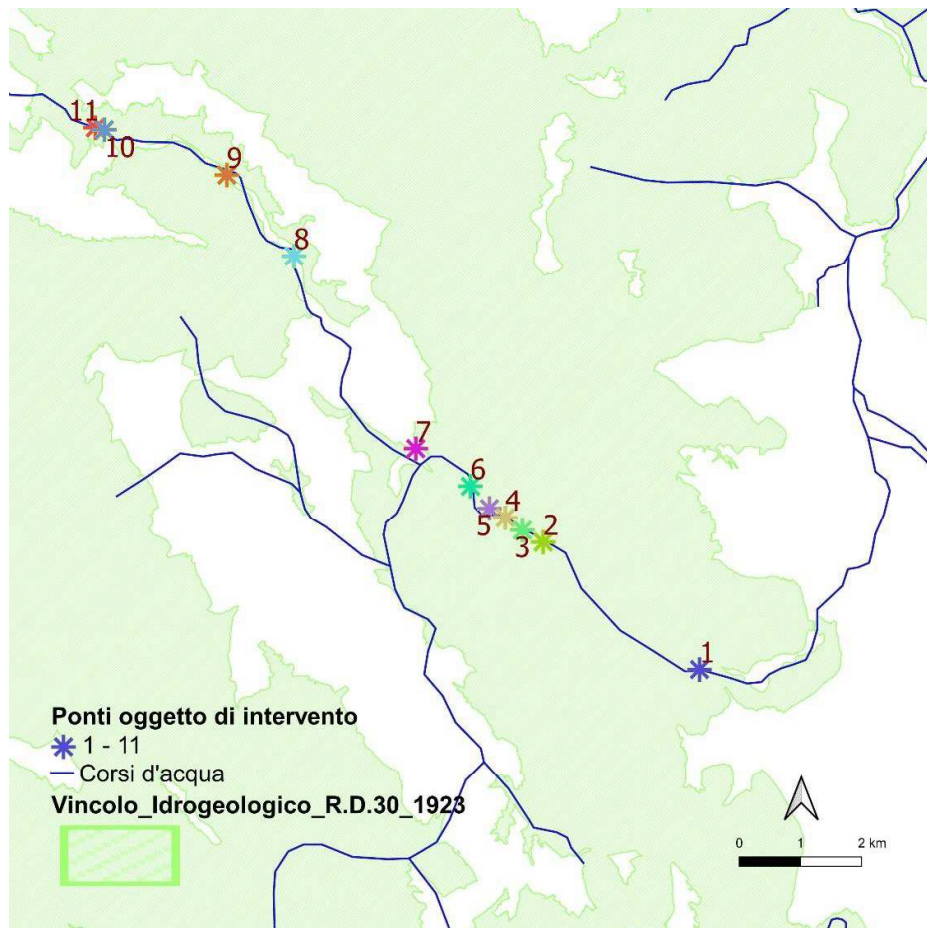 11
10
9
8
7
6
4
5
2
3
1
Ponti oggetto di intervento
1 - 11
Corsi d'acqua
Vincolo_Idrogeologico_R.D.30_1923
0 1 2 km